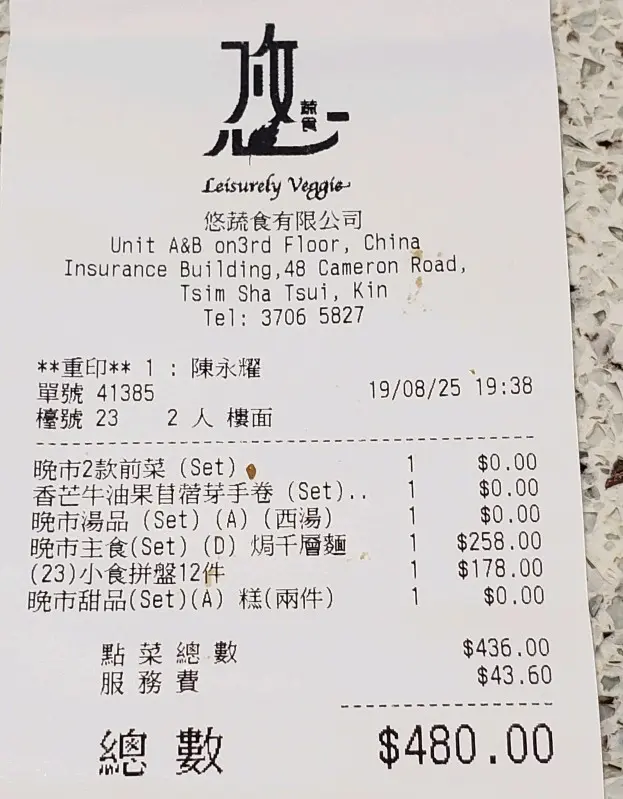 悠
蔬食
Leisurely Veggie
悠蔬食有限公司
Unit A&B on3rd Floor, China
Insurance Building,48 Cameron Road,
Tsim Sha Tsui, Kin
Tel: 3706 5827
**重印** 1 : 陳永耀
單號 41385 19/08/25 19:38
檯號 23 2 人 樓面
晚市2款前菜 (Set) 1 $0.00
香芒牛油果苜蓿芽手卷 (Set).. 1 $0.00
晚市湯品 (Set) (A) (西湯) 1 $0.00
晚市主食(Set) (D) 焗千層麵 1 $258.00
(23)小食拼盤12件 1 $178.00
晚市甜品(Set)(A) 糕(兩件) 1 $0.00
點菜總數 $436.00
服務費 $43.60
總數 $480.00